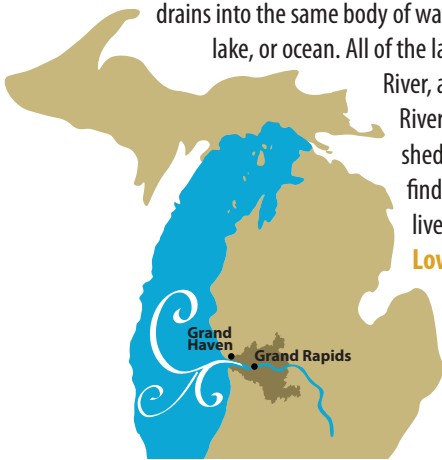 drains into the same body of wa
lake, or ocean. All of the la
River, a
River
shed
find
live
Lov
Grand
Haven
Grand Rapids